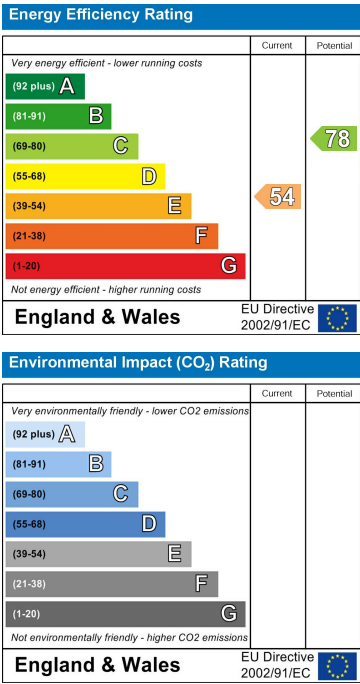 Energy Efficiency Rating
Current Potential
Very energy efficient - lower running costs
(92 plus) A
(81-91) B
(69-80) C
(55-68) D
(39-54) E
(21-38) F
(1-20) G
78
54
Not energy efficient - higher running costs
England & Wales
EU Directive
2002/91/EC
Environmental Impact (CO₂) Rating
Current Potential
Very environmentally friendly - lower CO2 emissions
(92 plus) A
(81-91) B
(69-80) C
(55-68) D
(39-54) E
(21-38) F
(1-20) G
Not environmentally friendly - higher CO2 emissions
England & Wales
EU Directive
2002/91/EC